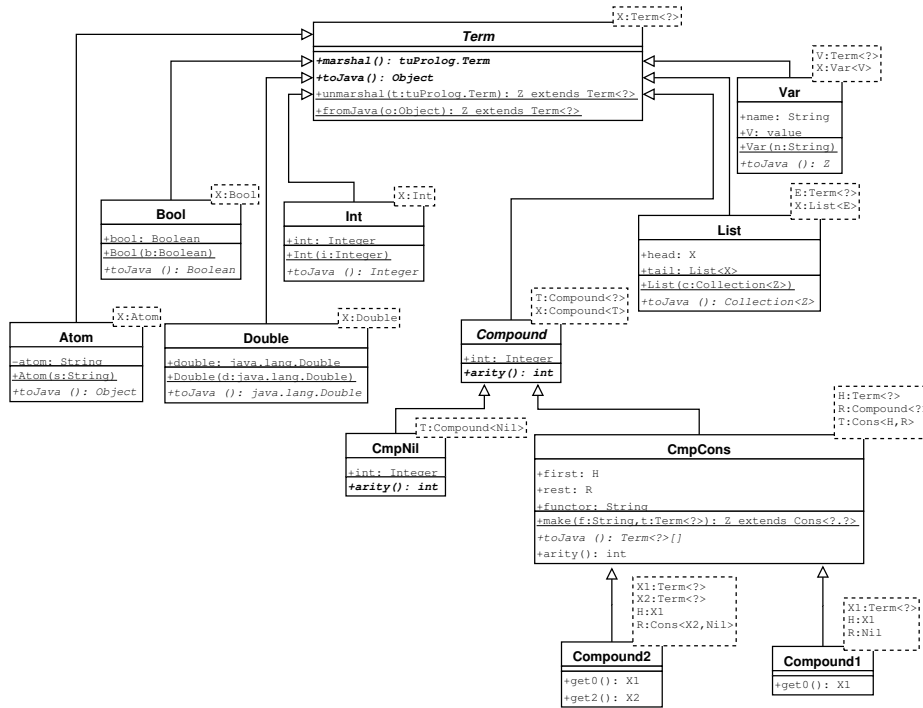 X:Term<?>
Term
+marshal(): tuProlog.Term
+toJava(): Object
+unmarshal(t:tuProlog.Term): Z extends Term<?>
+fromJava(o:Object): Z extends Term<?>
V:Term<?>
X:Var<V>
Var
+name: String
+V: value
+Var(n:String)
+toJava (): Z
X:Bool
Bool
+bool: Boolean
+Bool(b:Boolean)
+toJava (): Boolean
X:Int
Int
+int: Integer
+Int(i:Integer)
+toJava (): Integer
E:Term<?>
X:List<E>
List
+head: X
+tail: List<X>
+List(c:Collection<Z>)
+toJava (): Collection<Z>
X:Atom
Atom
-atom: String
+Atom(s:String)
+toJava (): Object
X:Double
Double
+double: java.lang.Double
+Double(d:java.lang.Double)
+toJava (): java.lang.Double
T:Compound<?>
X:Compound<T>
Compound
+int: Integer
+arity(): int
T:Compound<Nil>
CmpNil
+int: Integer
+arity(): int
H:Term<?>
R:Compound<?
T:Cons<H,R>
CmpCons
+first: H
+rest: R
+functor: String
+make(f:String,t:Term<?>): Z extends Cons<?.?>
+toJava (): Term<?>[]
+arity(): int
X1:Term<?>
X2:Term<?>
H:X1
R:Cons<X2,Nil>
Compound2
+get0(): X1
+get2(): X2
X1:Term<?>
H:X1
R:Nil
Compound1
+get0(): X1